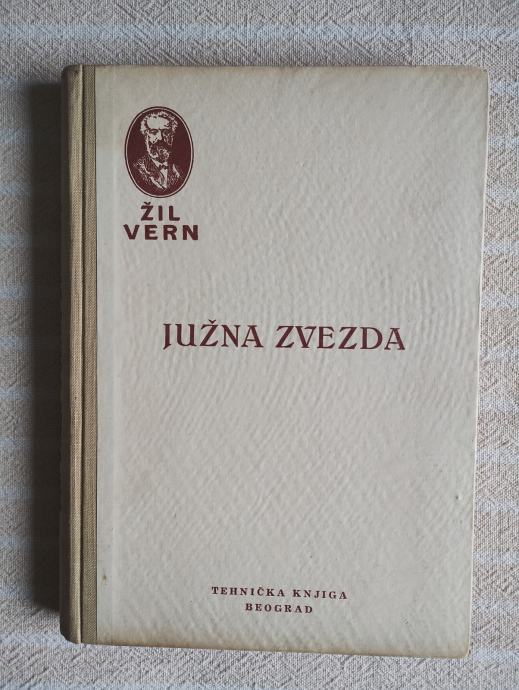 ŽIL
VERN
JUŽNA ZVEZDA
TEHNIČKA KNJIGA
BEOGRAD